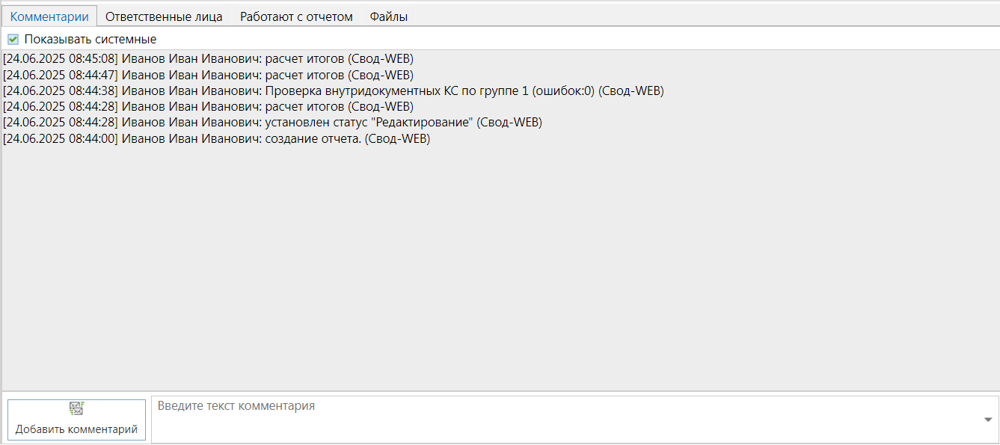 Комментарии Ответственные лица Работают с отчетом Файлы
Показывать системные
[24.06.2025 08:45:08] Иванов Иван Иванович: расчет итогов (Свод-WEB)
[24.06.2025 08:44:47] Иванов Иван Иванович: расчет итогов (Свод-WEB)
[24.06.2025 08:44:38] Иванов Иван Иванович: Проверка внутридокументных КС по группе 1 (ошибок:0) (Свод-WEB)
[24.06.2025 08:44:28] Иванов Иван Иванович: расчет итогов (Свод-WEB)
[24.06.2025 08:44:28] Иванов Иван Иванович: установлен статус "Редактирование" (Свод-WEB)
[24.06.2025 08:44:00] Иванов Иван Иванович: создание отчета. (Свод-WEB)
Введите текст комментария
Добавить комментарий